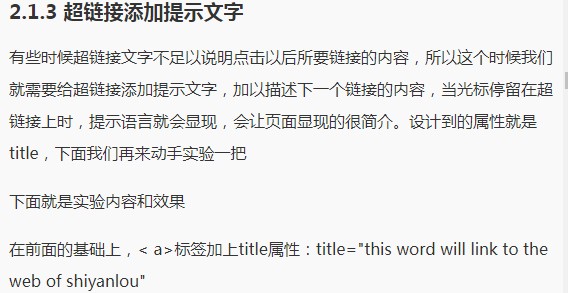 2.1.3 超链接添加提示文字
有些时候超链接文字不足以说明点击以后所要链接的内容，所以这个时候我们
就需要给超链接添加提示文字，加以描述下一个链接的内容，当光标停留在超
链接上时，提示语言就会显现，会让页面显现的很简介。设计到的属性就是
title，下面我们再来动手实验一把
下面就是实验内容和效果
在前面的基础上，< a>标签加上title属性：title="this word will link to the
web of shiyanlou"